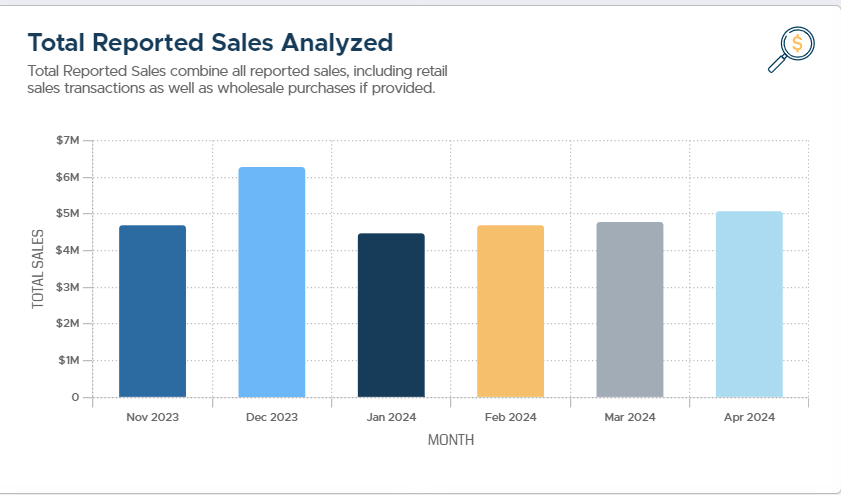 Total Reported Sales Analyzed
$
Total Reported Sales combine all reported sales, including retail
sales transactions as well as wholesale purchases if provided.
TOTAL SALES
$7M
$6M
$5M
$4M
$3M
$2M
$1M
0
Nov 2023 Dec 2023 Jan 2024 Feb 2024 Mar 2024 Apr 2024
MONTH